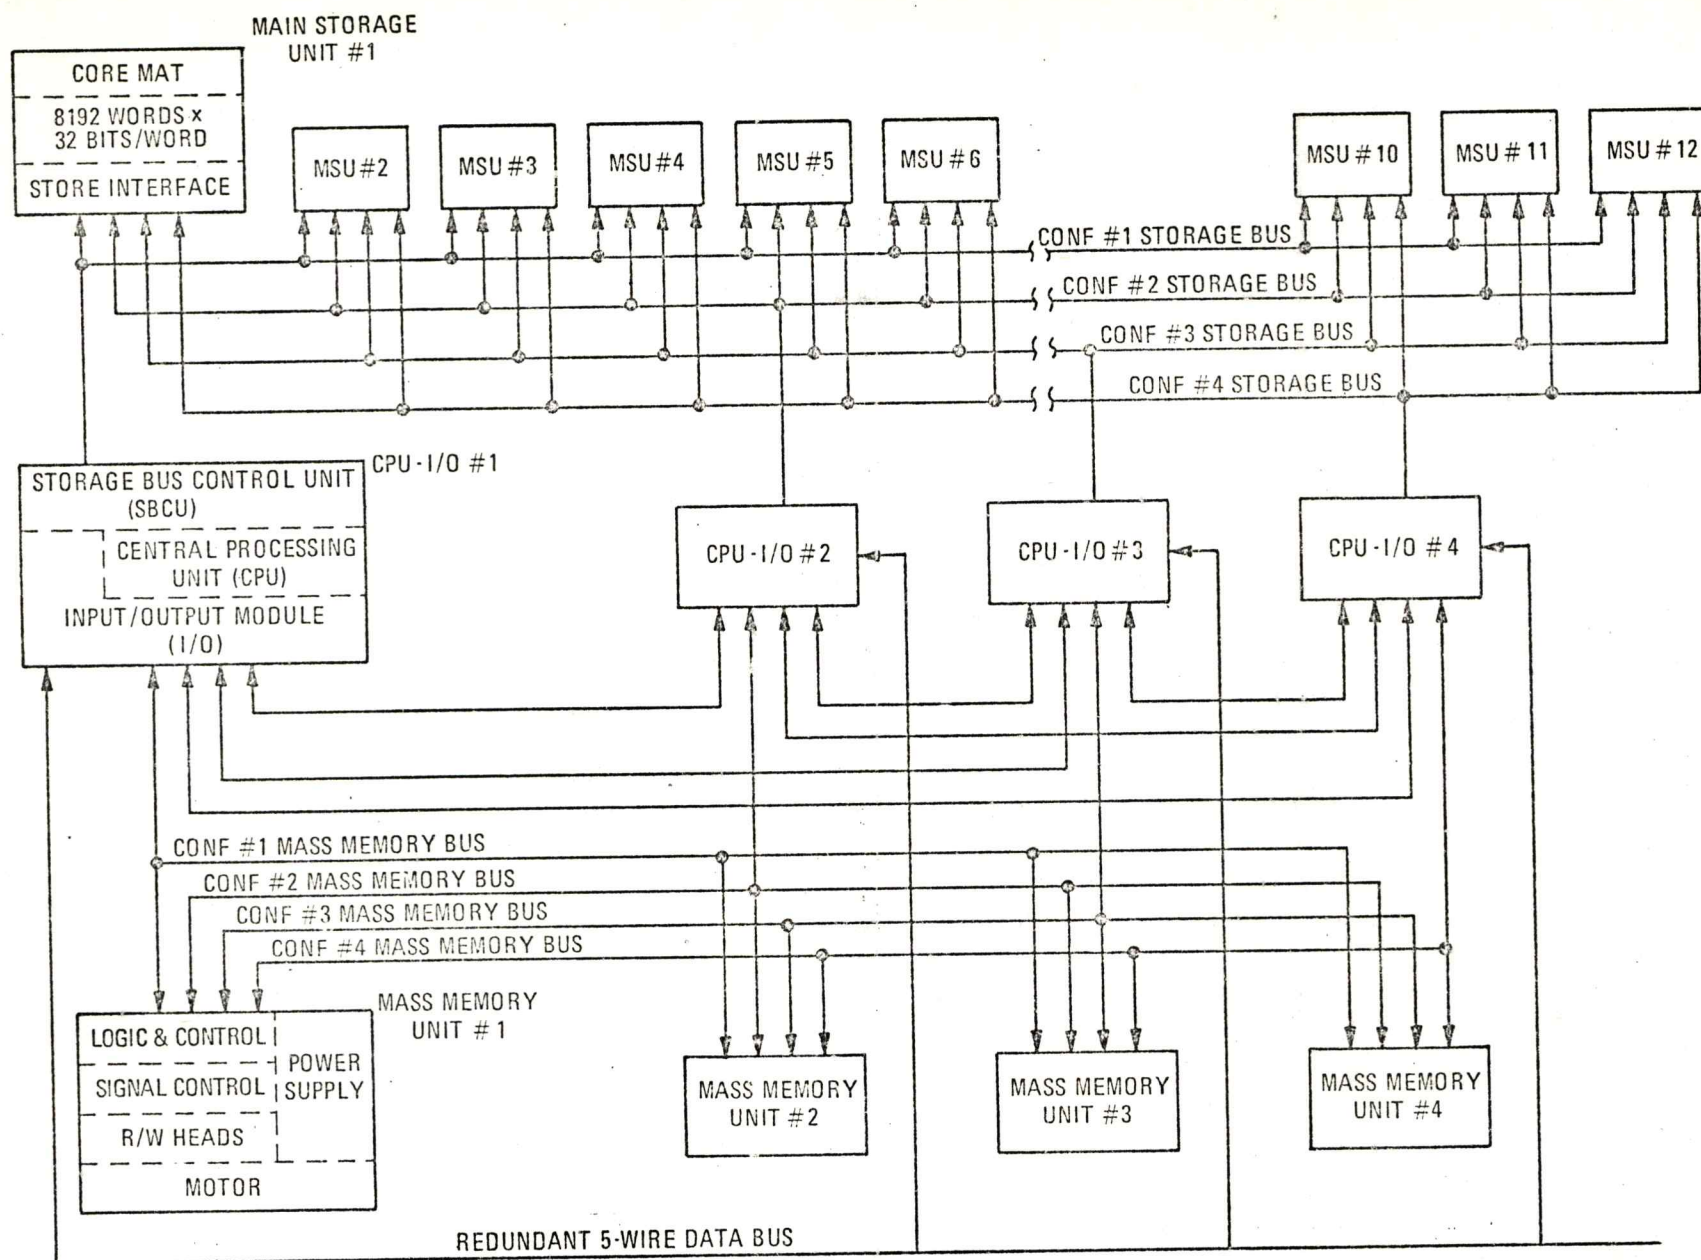 MAIN STORAGE
UNIT #1
CORE MAT
8192 WORDS x
32 BITS/WORD
STORE INTERFACE
MSU #2
MSU #3
MSU #4
MSU #5
MSU #6
MSU #10
MSU #11
MSU #12
CONF #1 STORAGE BUS
CONF #2 STORAGE BUS
CONF #3 STORAGE BUS
CONF #4 STORAGE BUS
CPU-I/O #1
STORAGE BUS CONTROL UNIT
(SBCU)
CENTRAL PROCESSING
UNIT (CPU)
INPUT/OUTPUT MODULE
(I/O)
CPU-I/O #2
CPU-I/O #3
CPU-I/O #4
CONF #1 MASS MEMORY BUS
CONF #2 MASS MEMORY BUS
CONF #3 MASS MEMORY BUS
CONF #4 MASS MEMORY BUS
MASS MEMORY
UNIT #1
LOGIC & CONTROL
SIGNAL CONTROL
R/W HEADS
MOTOR
POWER
SUPPLY
MASS MEMORY
UNIT #2
MASS MEMORY
UNIT #3
MASS MEMORY
UNIT #4
REDUNDANT 5-WIRE DATA BUS